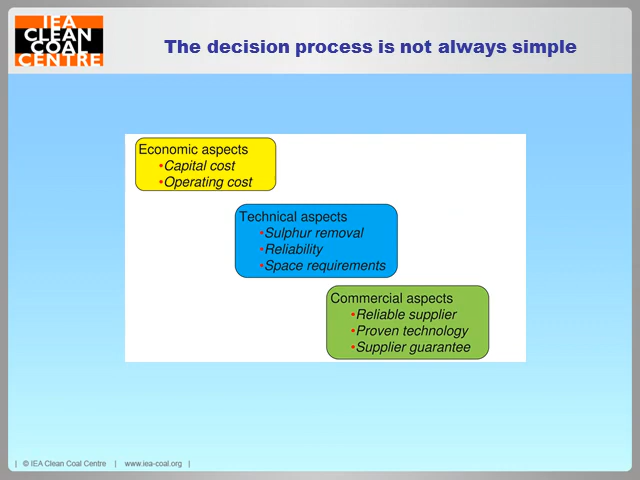 IEA
CLEAN
COAL
CENTRE
The decision process is not always simple
Economic aspects
•Capital cost
•Operating cost
Technical aspects
•Sulphur removal
•Reliability
•Space requirements
Commercial aspects
•Reliable supplier
•Proven technology
•Supplier guarantee
| © IEA Clean Coal Centre | www.iea-coal.org |